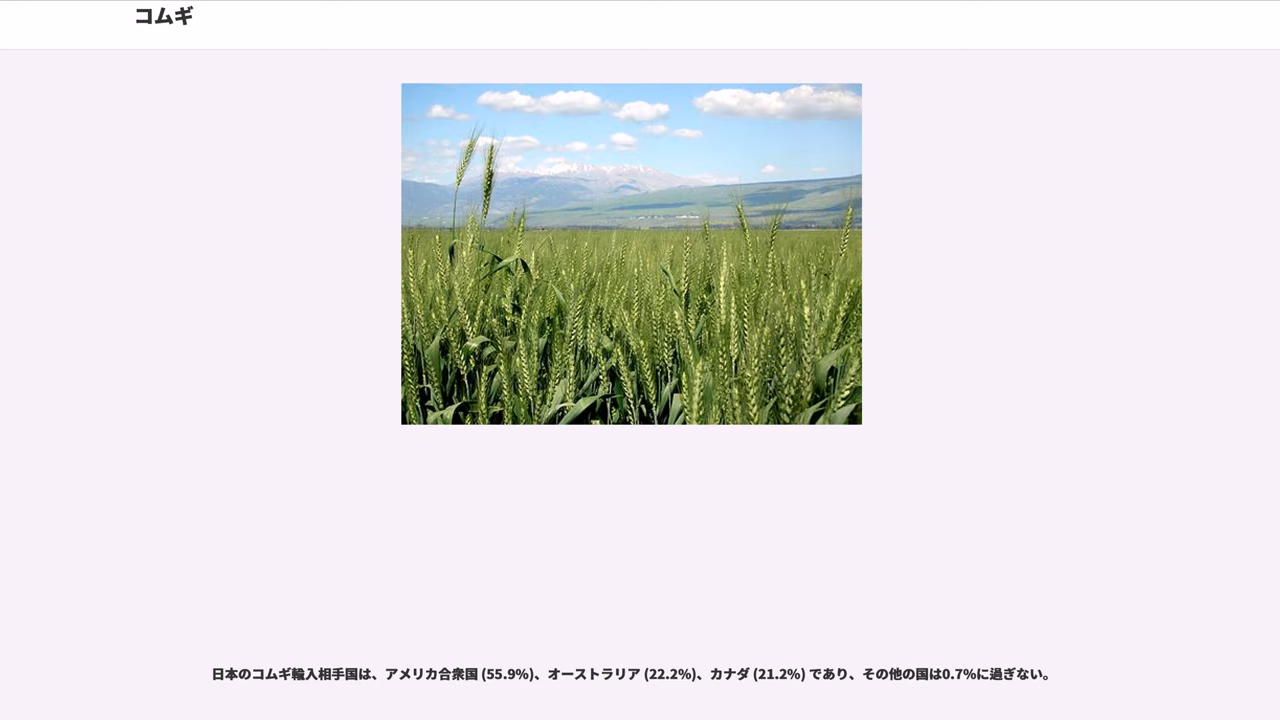 コムギ
日本のコムギ輸入相手国は、アメリカ合衆国 (55.9%)、オーストラリア (22.2%)、カナダ (21.2%) であり、その他の国は0.7%に過ぎない。